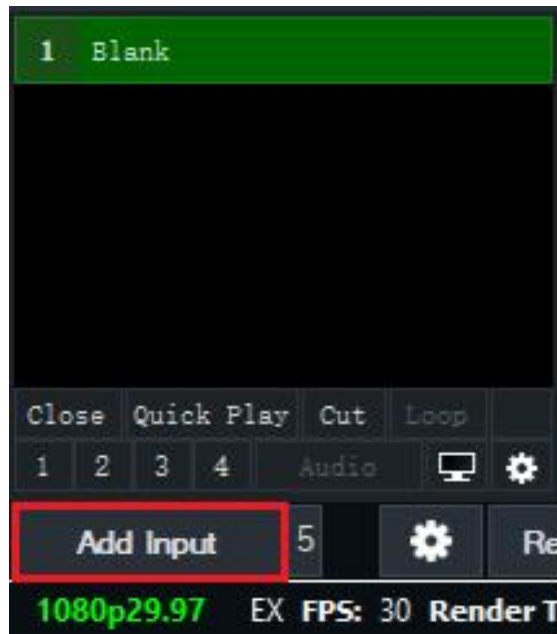 1 Blank
Close Quick Play Cut Loop
1 2 3 4 Audio
Add Input 5 Re
1080p29.97 EX FPS: 30 Render T